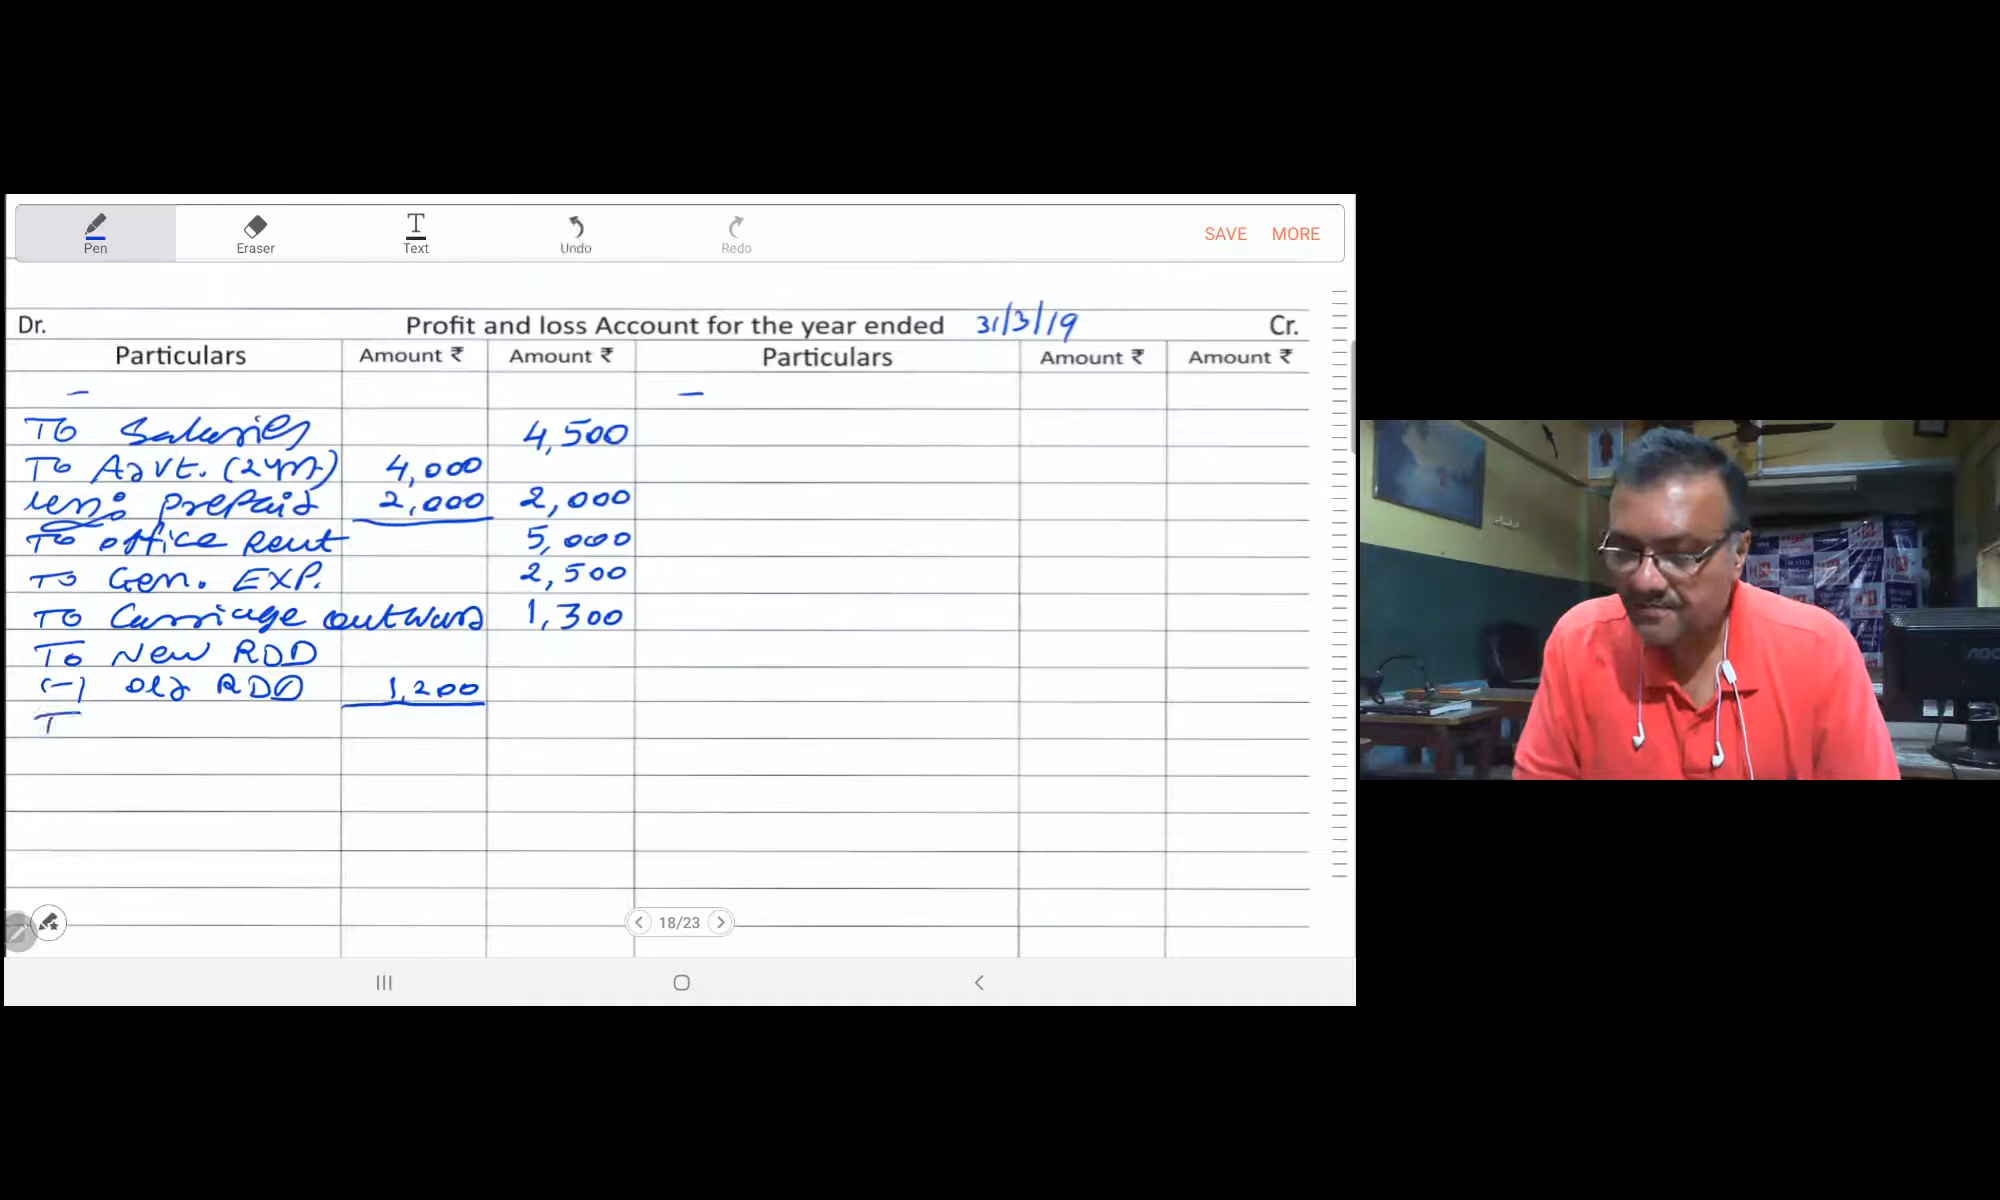 Pen Eraser Text Undo Redo SAVE MORE
Dr. Profit and loss Account for the year ended 31/3/19 Cr.
Particulars Amount ₹ Amount ₹ Particulars Amount ₹ Amount ₹
— —
To Salaries 4,500
To Advt. (2yrs) 4,000
less: prepaid 2,000 2,000
To office Rent 5,000
To Gen. EXP. 2,500
To Carriage outward 1,300
To New RDD
(-) old RDD 1,200
T
18/23